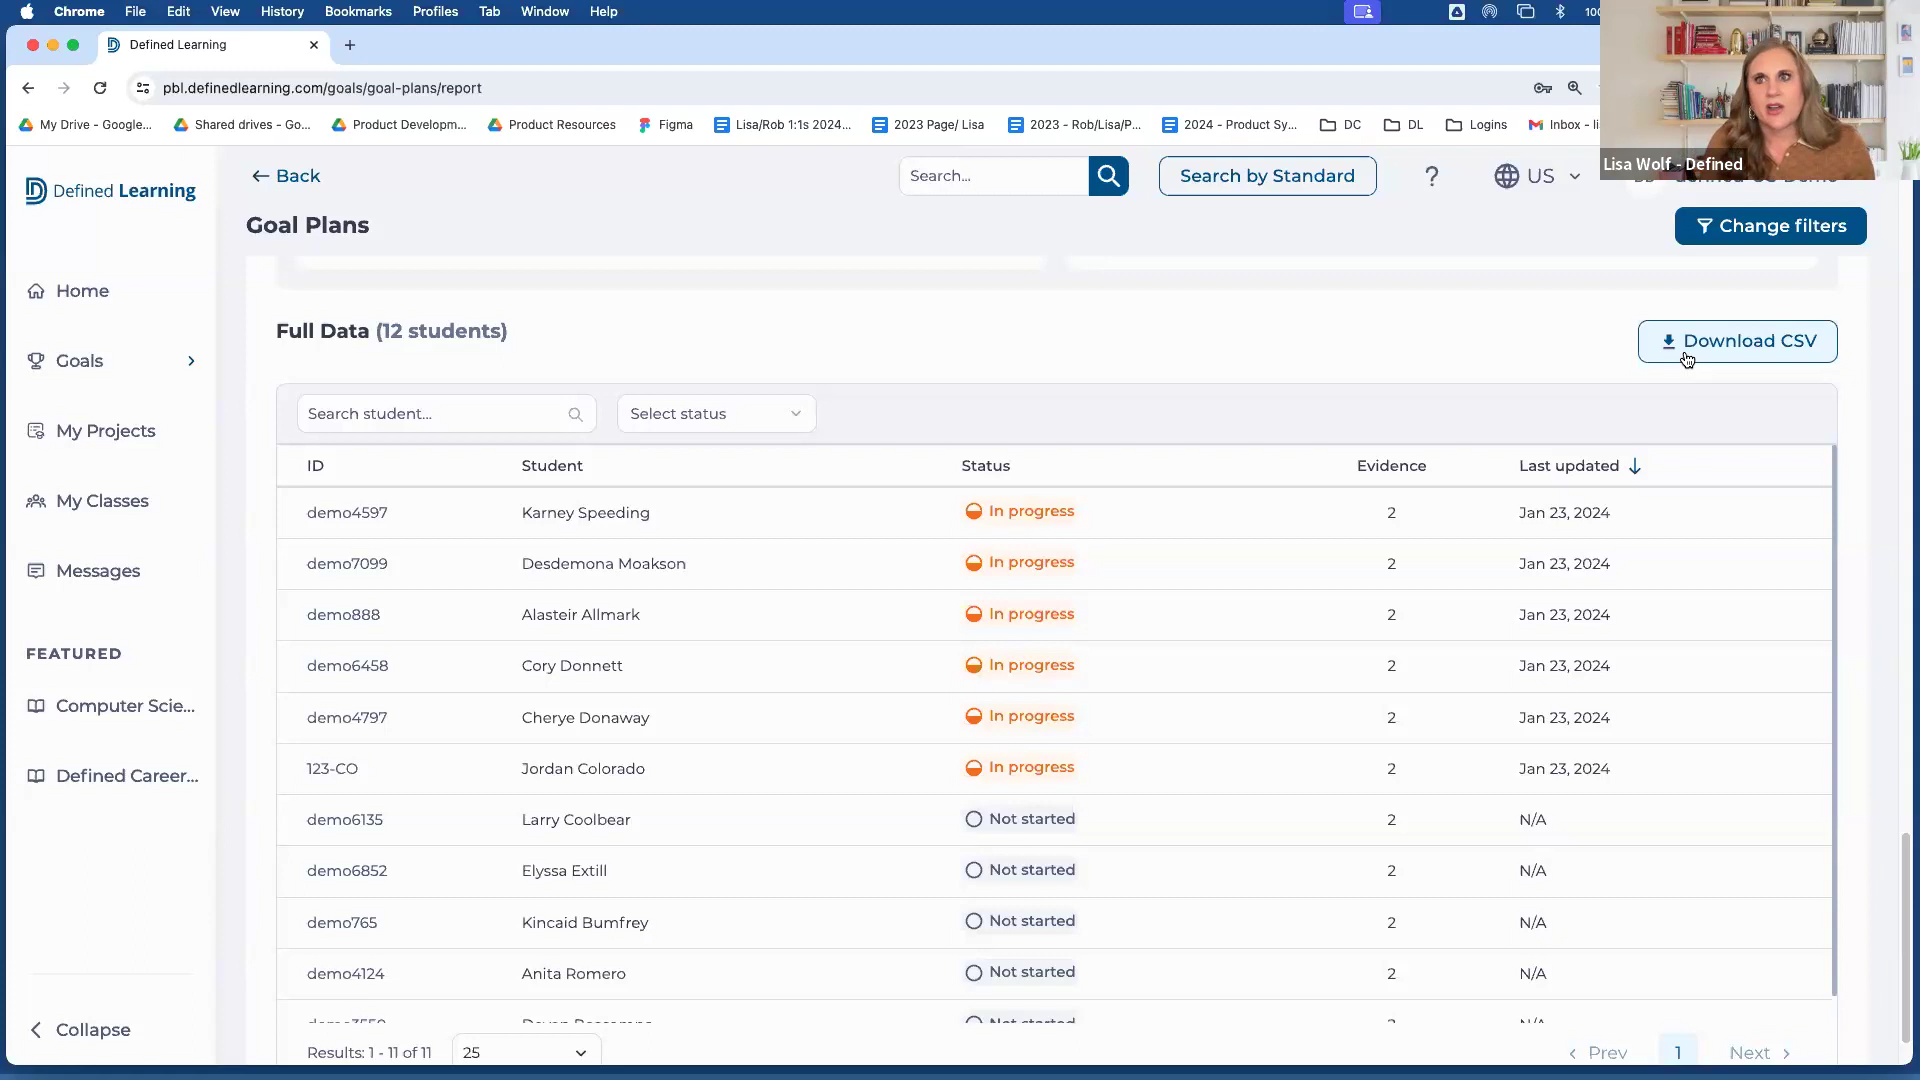 Chrome File Edit View History Bookmarks Profiles Tab Window Help
Defined Learning
pbl.definedlearning.com/goals/goal-plans/report
My Drive - Google... Shared drives - Go... Product Developm... Product Resources Figma Lisa/Rob 1:1s 2024... 2023 Page/ Lisa 2023 - Rob/Lisa/P... 2024 - Product Sy... DC DL Logins Inbox - li
Lisa Wolf - Defined
Defined Learning
Back
Search...
Search by Standard
?
US
Goal Plans
Change filters
Home
Goals
My Projects
My Classes
Messages
FEATURED
Computer Scie...
Defined Career...
Collapse
Full Data (12 students)
Download CSV
Search student...
Select status
ID Student Status Evidence Last updated
demo4597 Karney Speeding In progress 2 Jan 23, 2024
demo7099 Desdemona Moakson In progress 2 Jan 23, 2024
demo888 Alasteir Allmark In progress 2 Jan 23, 2024
demo6458 Cory Donnett In progress 2 Jan 23, 2024
demo4797 Cherye Donaway In progress 2 Jan 23, 2024
123-CO Jordan Colorado In progress 2 Jan 23, 2024
demo6135 Larry Coolbear Not started 2 N/A
demo6852 Elyssa Extill Not started 2 N/A
demo765 Kincaid Bumfrey Not started 2 N/A
demo4124 Anita Romero Not started 2 N/A
Not started N/A
Results: 1 - 11 of 11
25
Prev 1 Next